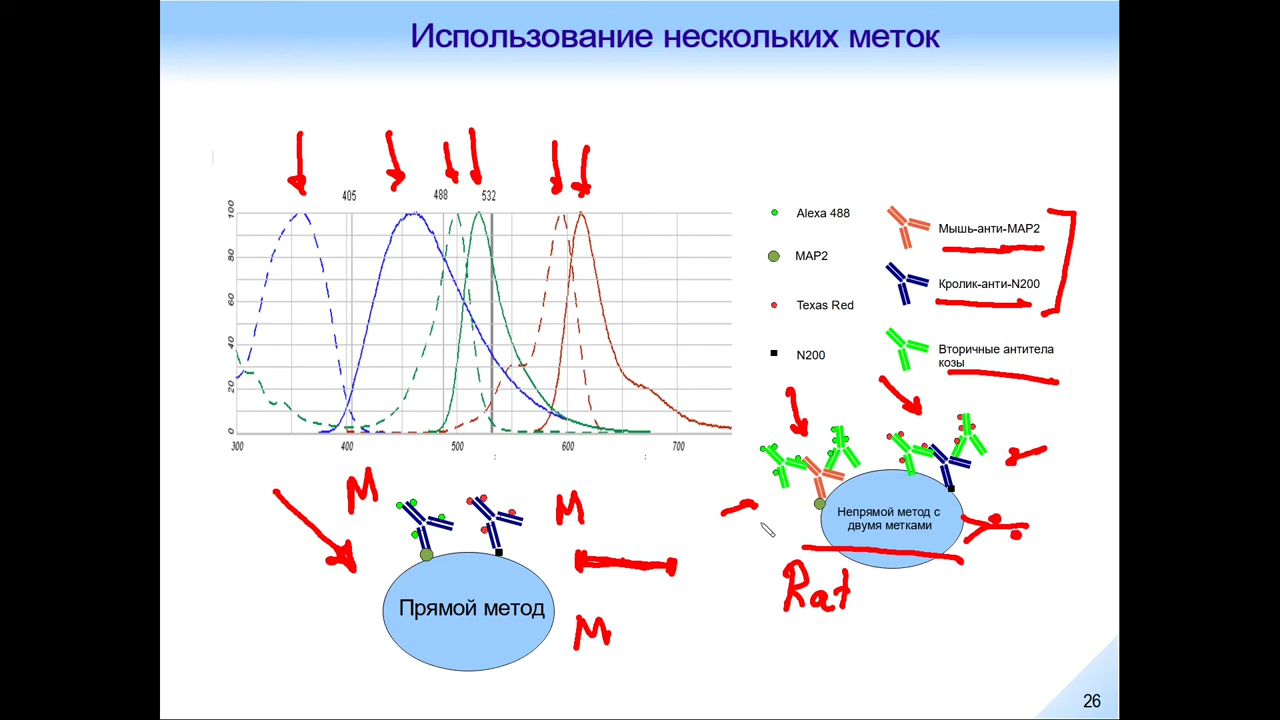 Использование нескольких меток
405
488
532
100
80
60
40
20
0
300
400
500
600
700
Alexa 488
MAP2
Texas Red
N200
Мышь-анти-MAP2
Кролик-анти-N200
Вторичные антитела
козы
M
M
M
Прямой метод
Непрямой метод с
двумя метками
Rat
26